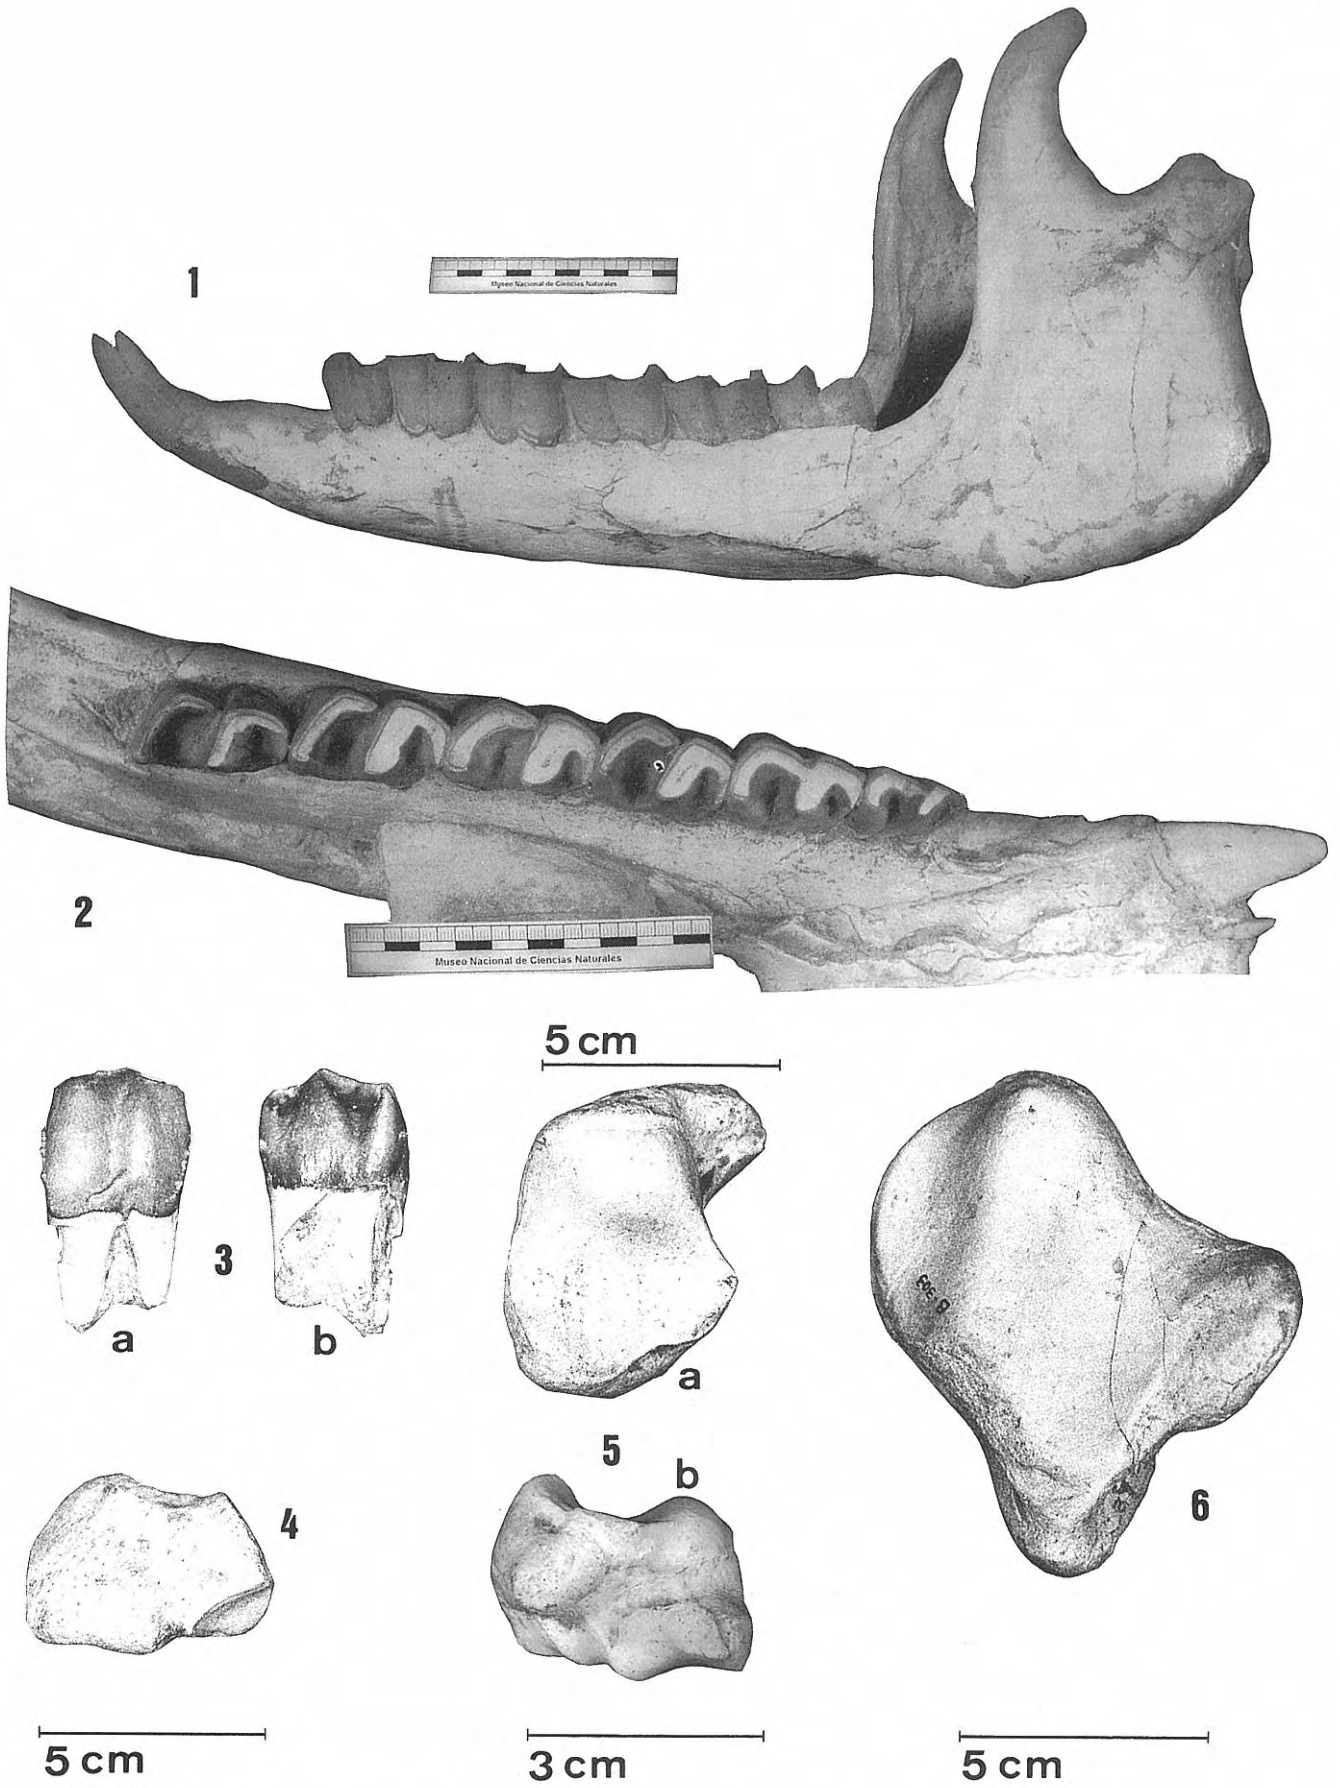 1
Museo Nacional de Ciencias Naturales
2
Museo Nacional de Ciencias Naturales
5 cm
3
a
b
a
5
b
4
6
B-303
5 cm
3 cm
5 cm